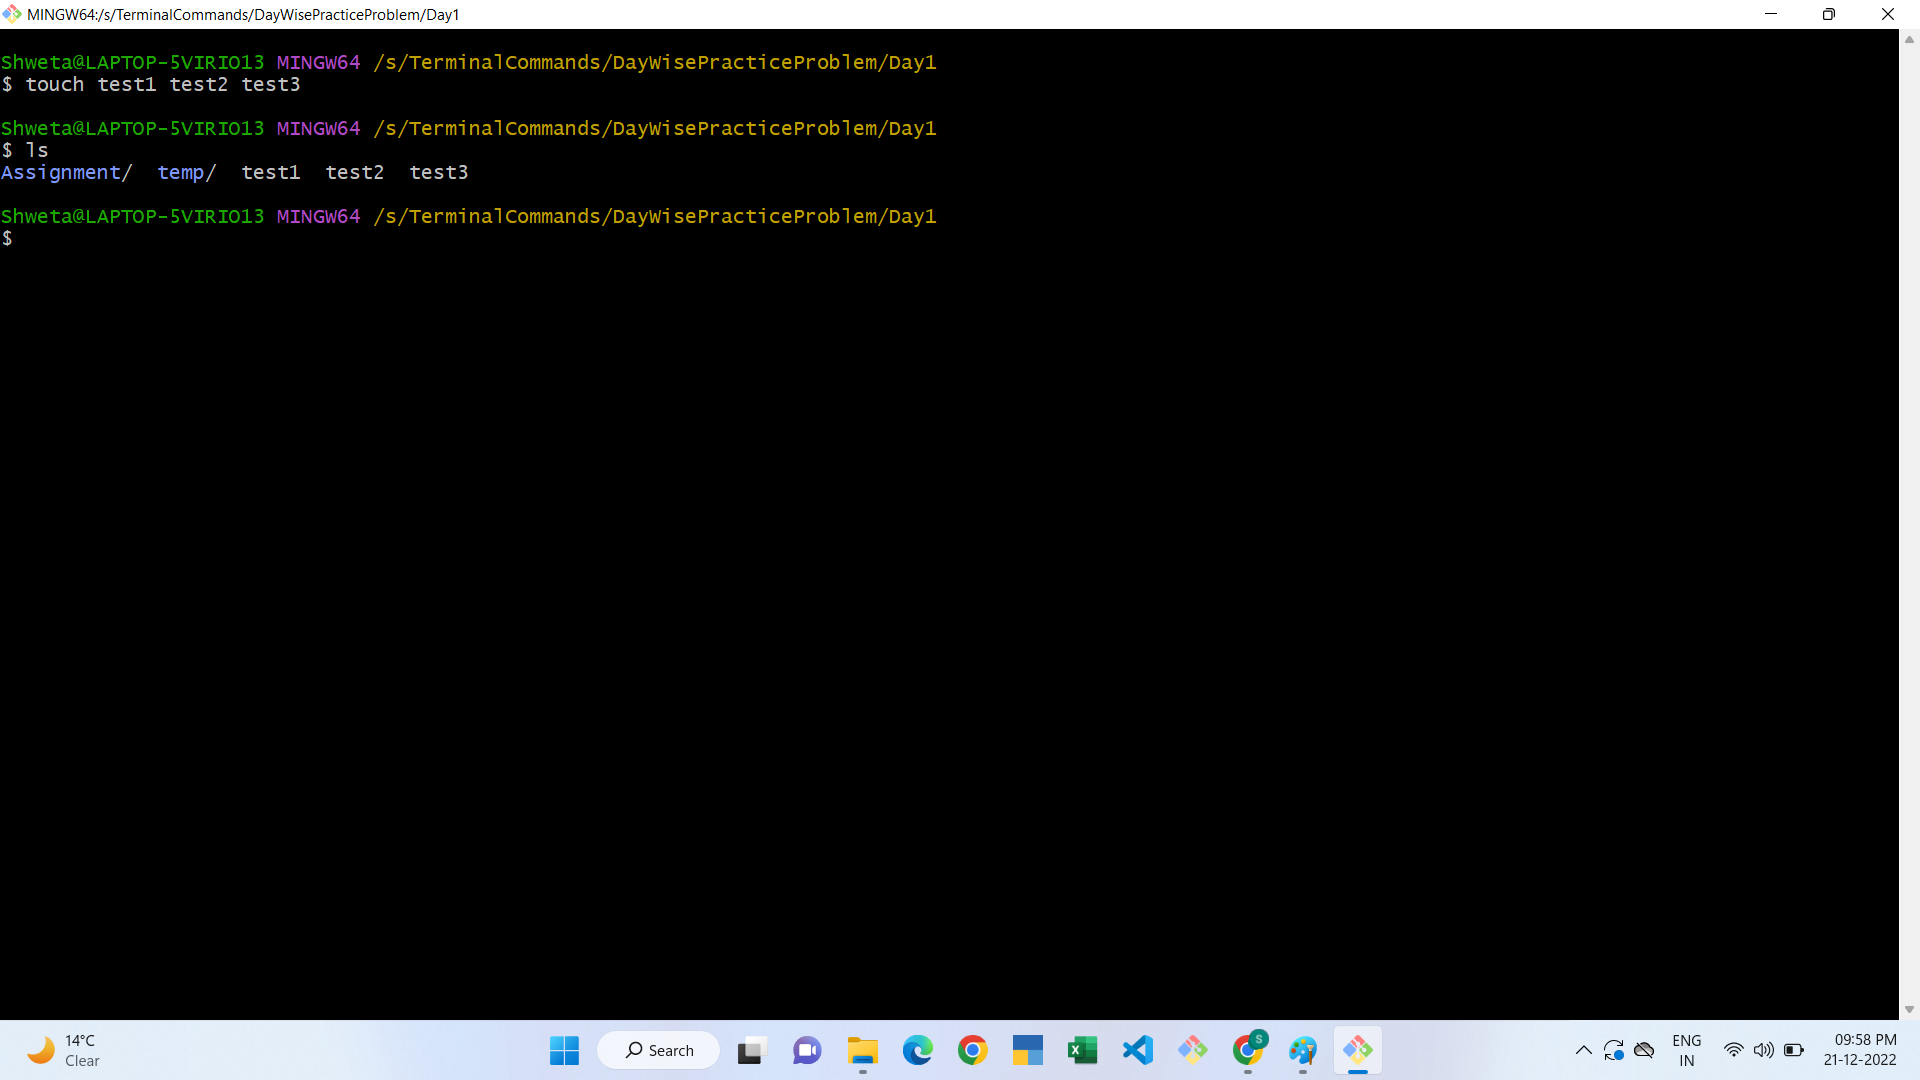 MINGW64:/s/TerminalCommands/DayWisePracticeProblem/Day1
Shweta@LAPTOP-5VIRIO13 MINGW64 /s/TerminalCommands/DayWisePracticeProblem/Day1
$ touch test1 test2 test3
Shweta@LAPTOP-5VIRIO13 MINGW64 /s/TerminalCommands/DayWisePracticeProblem/Day1
$ ls
Assignment/  temp/  test1  test2  test3
Shweta@LAPTOP-5VIRIO13 MINGW64 /s/TerminalCommands/DayWisePracticeProblem/Day1
$
14°C
Clear
Search
S
ENG
IN
09:58 PM
21-12-2022